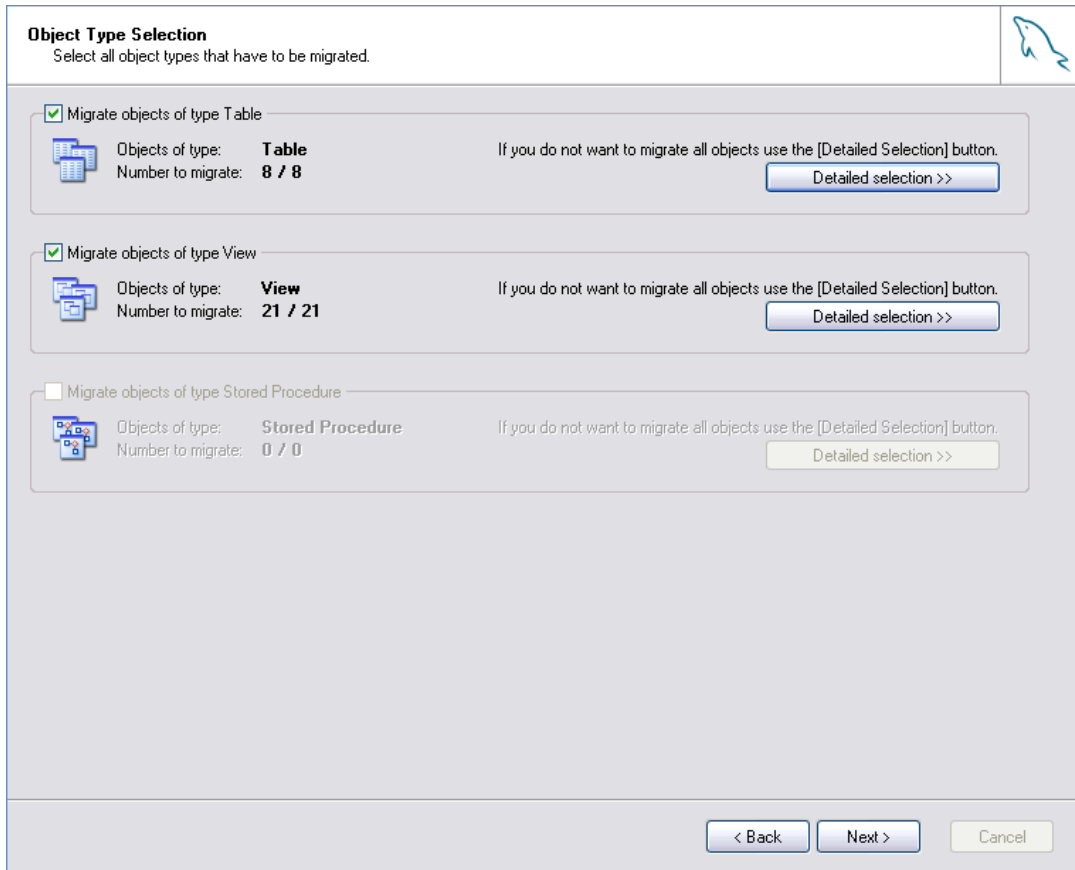 Object Type Selection
Select all object types that have to be migrated.
Migrate objects of type Table
Objects of type: Table If you do not want to migrate all objects use the [Detailed Selection] button.
Number to migrate: 8 / 8 Detailed selection >>
Migrate objects of type View
Objects of type: View If you do not want to migrate all objects use the [Detailed Selection] button.
Number to migrate: 21 / 21 Detailed selection >>
Migrate objects of type Stored Procedure
Objects of type: Stored Procedure If you do not want to migrate all objects use the [Detailed Selection] button.
Number to migrate: 0 / 0 Detailed selection >>
< Back Next > Cancel